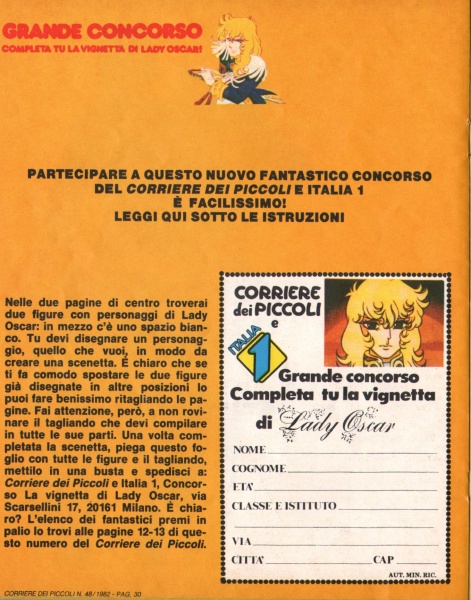 GRANDE CONCORSO
COMPLETA TU LA VIGNETTA DI LADY OSCAR!
PARTECIPARE A QUESTO NUOVO FANTASTICO CONCORSO
DEL CORRIERE DEI PICCOLI E ITALIA 1
È FACILISSIMO!
LEGGI QUI SOTTO LE ISTRUZIONI
Nelle due pagine di centro troverai
due figure con personaggi di Lady
Oscar: in mezzo c'è uno spazio bian-
co. Tu devi disegnare un personag-
gio, quello che vuoi, in modo da
creare una scenetta. È chiaro che se
ti fa comodo spostare le due figure
già disegnate in altre posizioni lo
puoi fare benissimo ritagliando le pa-
gine. Fai attenzione, però, a non rovi-
nare il tagliando che devi compilare
in tutte le sue parti. Una volta com-
pletata la scenetta, piega questo fo-
glio con tutte le figure e il tagliando,
mettilo in una busta e spedisci a:
Corriere dei Piccoli e Italia 1, Concor-
so La vignetta di Lady Oscar, via
Scarsellini 17, 20161 Milano. È chia-
ro? L'elenco dei fantastici premi in
palio lo trovi alle pagine 12-13 di que-
sto numero del Corriere dei Piccoli.
CORRIERE
dei PICCOLI
e
ITALIA
1
Grande concorso
Completa tu la vignetta
di Lady Oscar
NOME
COGNOME
ETA'
CLASSE E ISTITUTO
VIA
CITTA' CAP
AUT. MIN. RIC.
CORRIERE DEI PICCOLI N. 48/1982 - PAG. 30